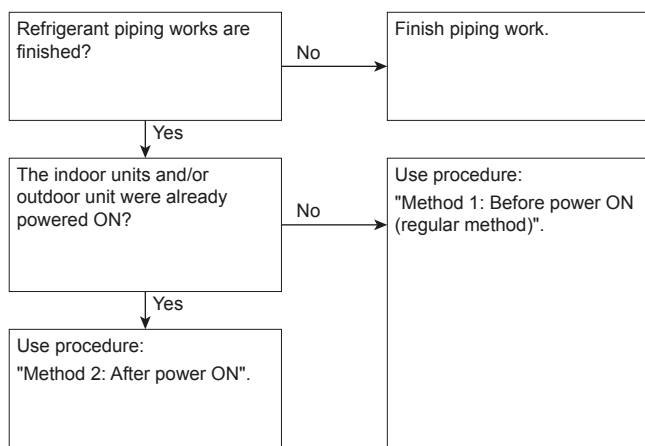 Refrigerant piping works are
finished?
No
Finish piping work.
Yes
The indoor units and/or
outdoor unit were already
powered ON?
No
Use procedure:
"Method 1: Before power ON
(regular method)".
Yes
Use procedure:
"Method 2: After power ON".